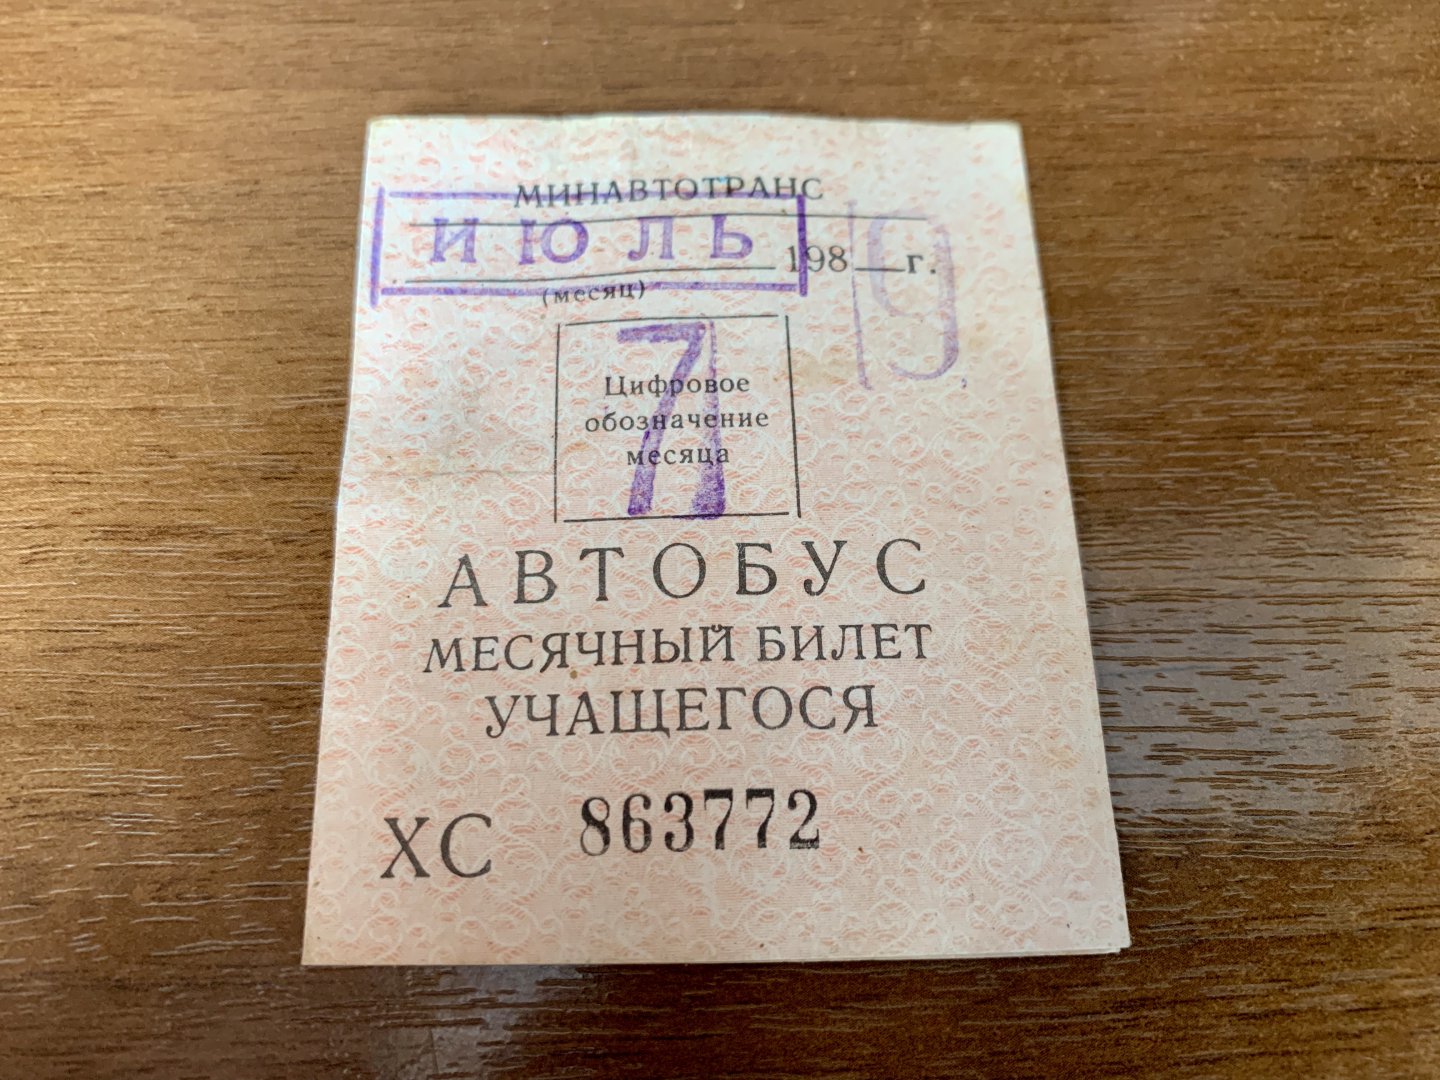 МИНАВТОТРАНС
ИЮЛЬ 198 9 г.
(месяц)
7
Цифровое
обозначение
месяца
АВТОБУС
МЕСЯЧНЫЙ БИЛЕТ
УЧАЩЕГОСЯ
ХС 863772